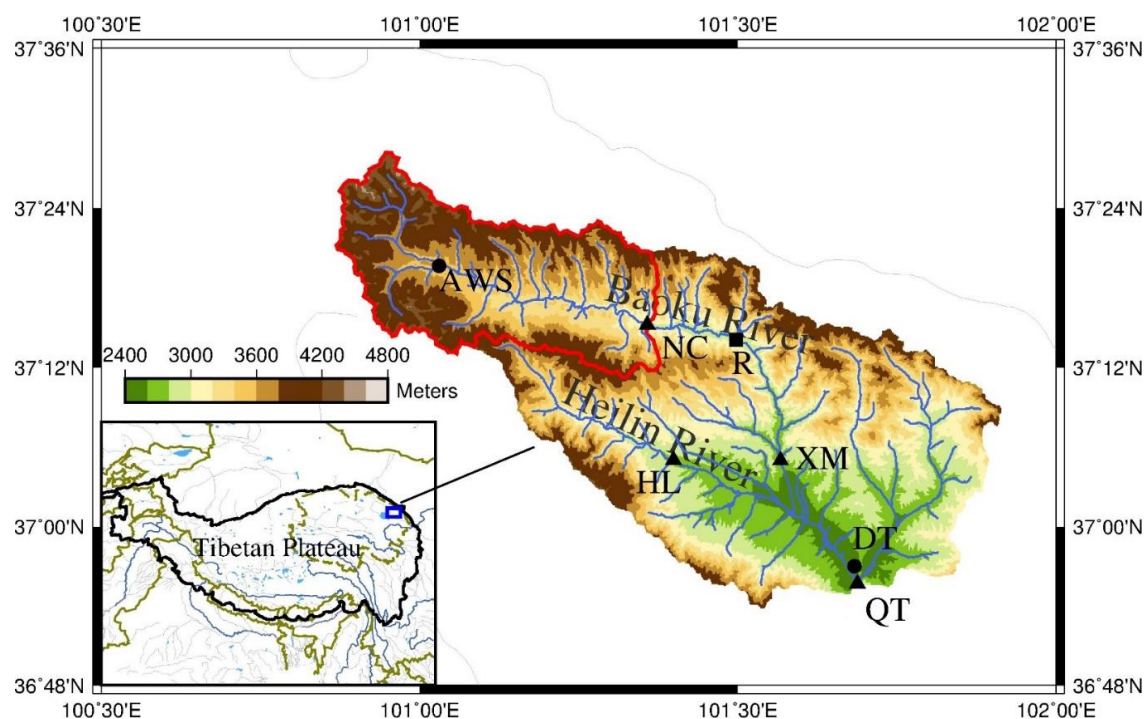 100˚30'E 101˚00'E 101˚30'E 102˚00'E
37˚36'N 37˚36'N
37˚24'N 37˚24'N
AWS
Baoku River
NC
R
37˚12'N 37˚12'N
2400 3000 3600 4200 4800
Meters
Heilin River
HL
XM
37˚00'N 37˚00'N
Tibetan Plateau
DT
QT
36˚48'N 36˚48'N
100˚30'E 101˚00'E 101˚30'E 102˚00'E